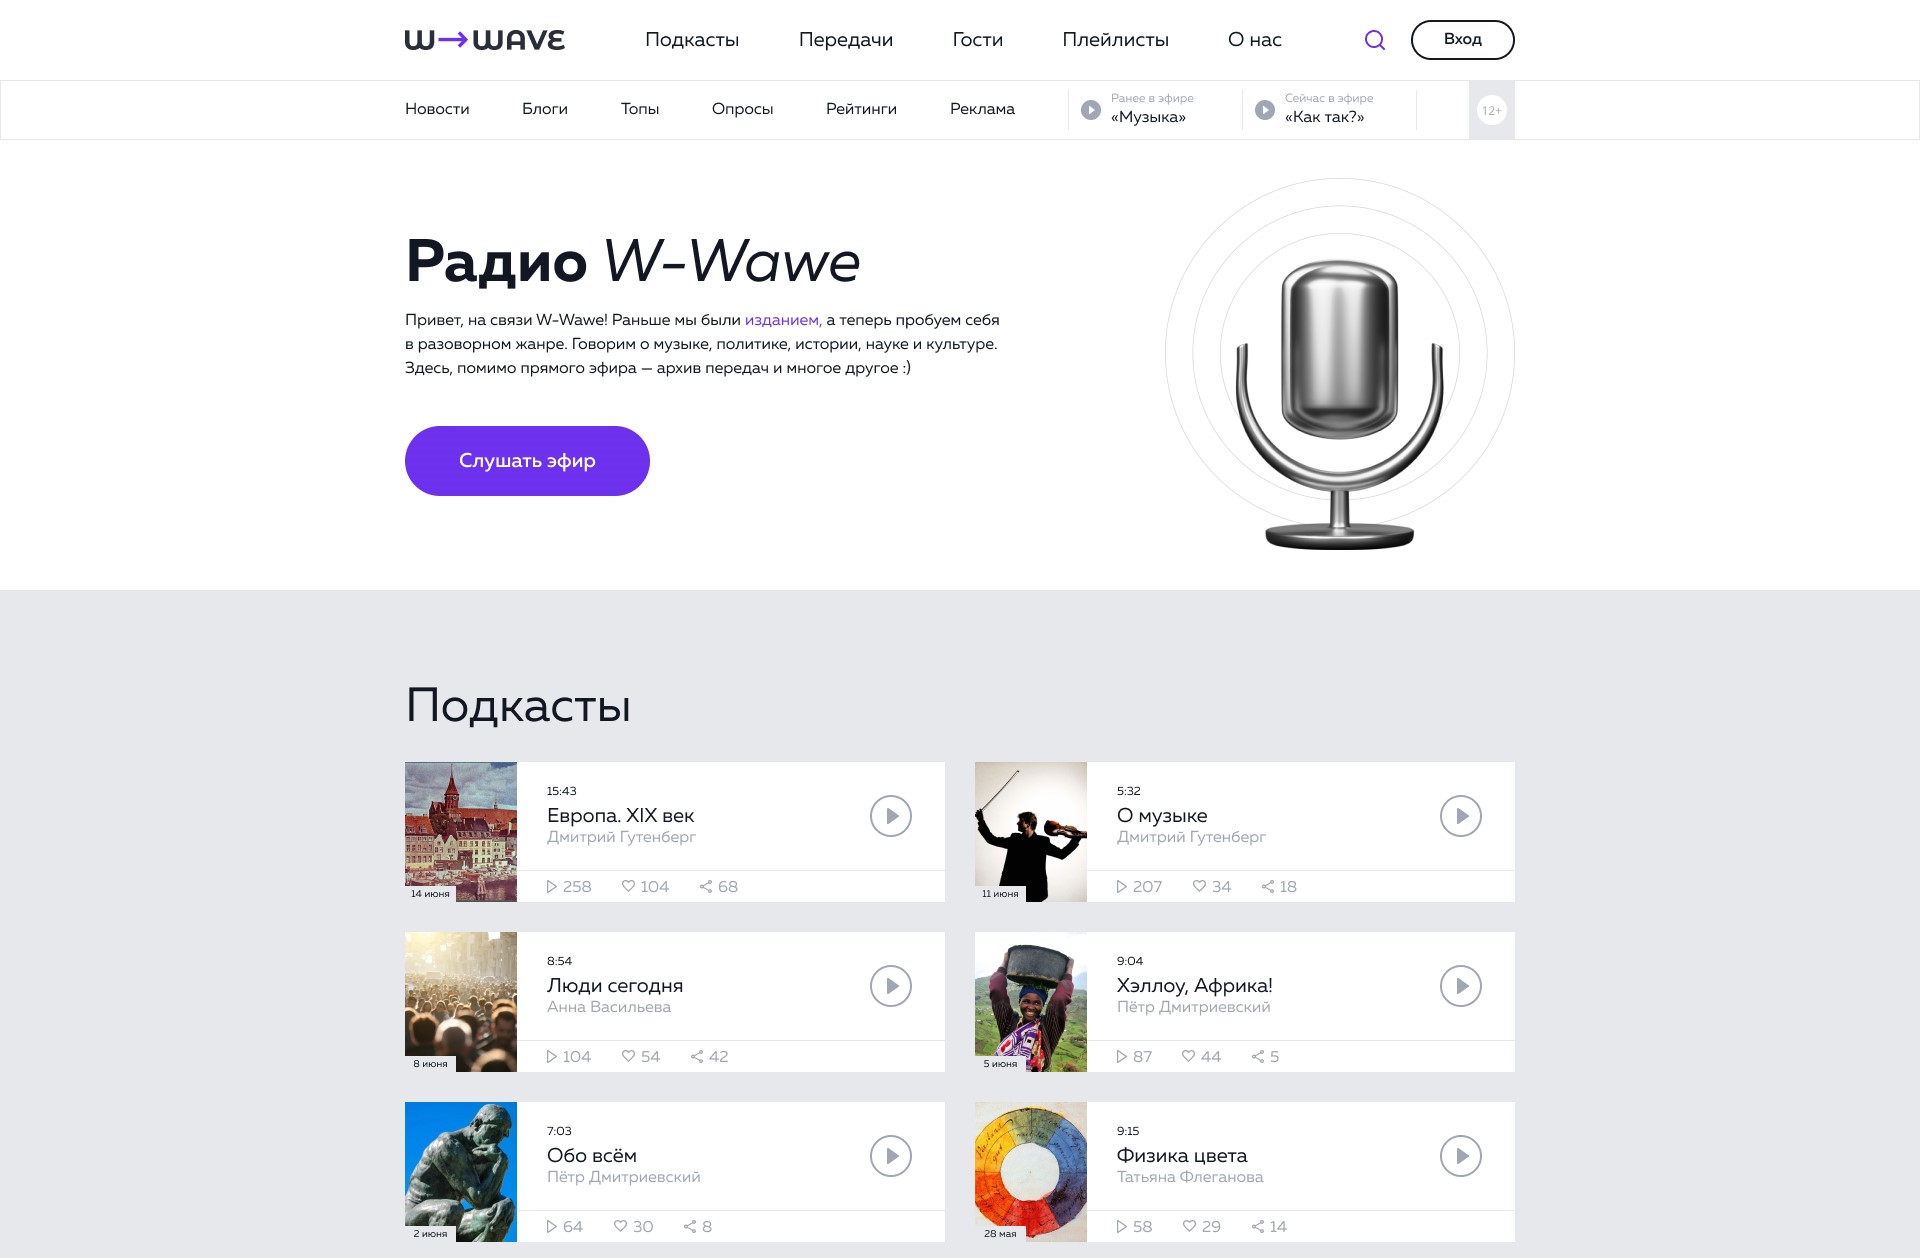 W→WAVE
Подкасты Передачи Гости Плейлисты О нас
Вход
Новости Блоги Топы Опросы Рейтинги Реклама
Ранее в эфире
«Музыка»
Сейчас в эфире
«Как так?»
12+
Радио W-Wawe
Привет, на связи W-Wawe! Раньше мы были изданием, а теперь пробуем себя
в разоворном жанре. Говорим о музыке, политике, истории, науке и культуре.
Здесь, помимо прямого эфира — архив передач и многое другое :)
Слушать эфир
Подкасты
15:43
Европа. XIX век
Дмитрий Гутенберг
258 104 68
14 июня
5:32
О музыке
Дмитрий Гутенберг
207 34 18
11 июня
8:54
Люди сегодня
Анна Васильева
104 54 42
8 июня
9:04
Хэллоу, Африка!
Пётр Дмитриевский
87 44 5
5 июня
7:03
Обо всём
Пётр Дмитриевский
64 30 8
2 июня
9:15
Физика цвета
Татьяна Флеганова
58 29 14
28 мая